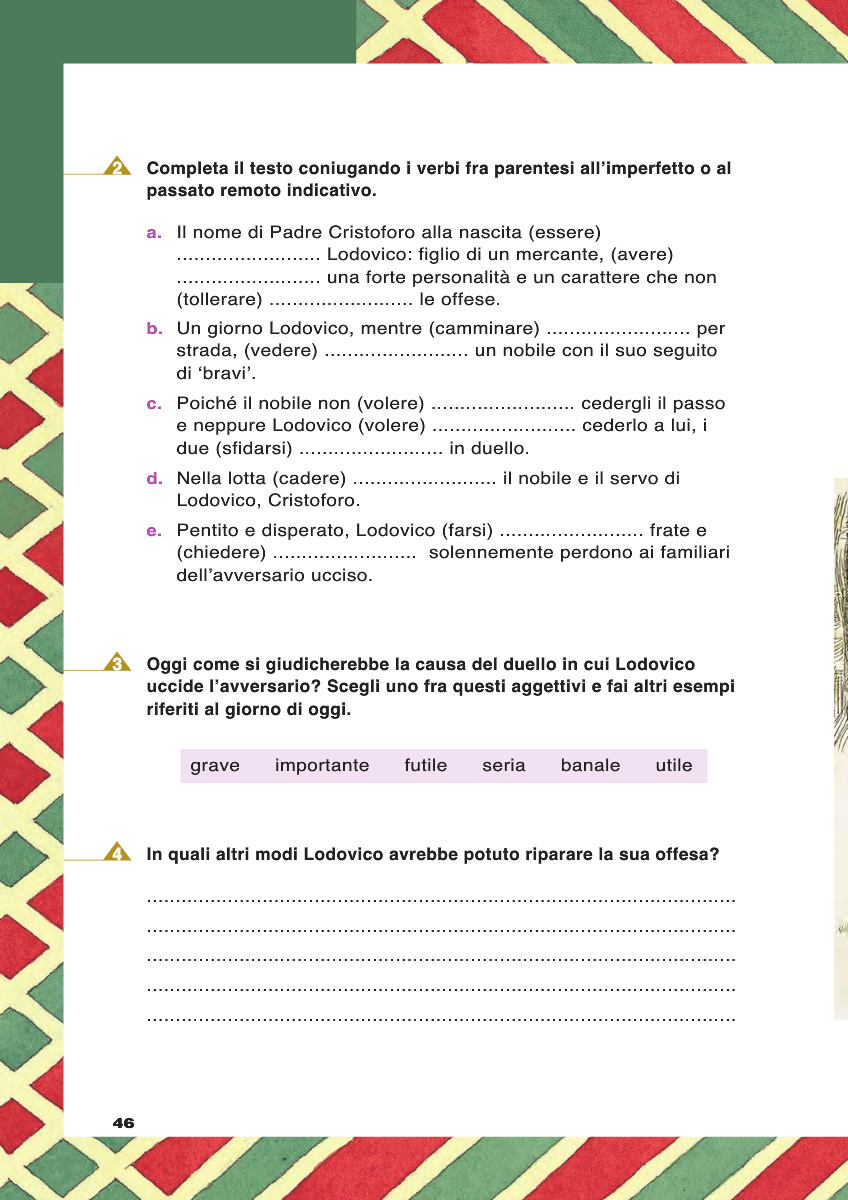 2
Completa il testo coniugando i verbi fra parentesi all'imperfetto o al
passato remoto indicativo.
a. Il nome di Padre Cristoforo alla nascita (essere)
......................... Lodovico: figlio di un mercante, (avere)
......................... una forte personalità e un carattere che non
(tollerare) ......................... le offese.
b. Un giorno Lodovico, mentre (camminare) ......................... per
strada, (vedere) ......................... un nobile con il suo seguito
di 'bravi'.
c. Poiché il nobile non (volere) ......................... cedergli il passo
e neppure Lodovico (volere) ......................... cederlo a lui, i
due (sfidarsi) ......................... in duello.
d. Nella lotta (cadere) ......................... il nobile e il servo di
Lodovico, Cristoforo.
e. Pentito e disperato, Lodovico (farsi) ......................... frate e
(chiedere) ......................... solennemente perdono ai familiari
dell'avversario ucciso.
3
Oggi come si giudicherebbe la causa del duello in cui Lodovico
uccide l'avversario? Scegli uno fra questi aggettivi e fai altri esempi
riferiti al giorno di oggi.
grave importante futile seria banale utile
4
In quali altri modi Lodovico avrebbe potuto riparare la sua offesa?
......................................................................................................
......................................................................................................
......................................................................................................
......................................................................................................
......................................................................................................
46